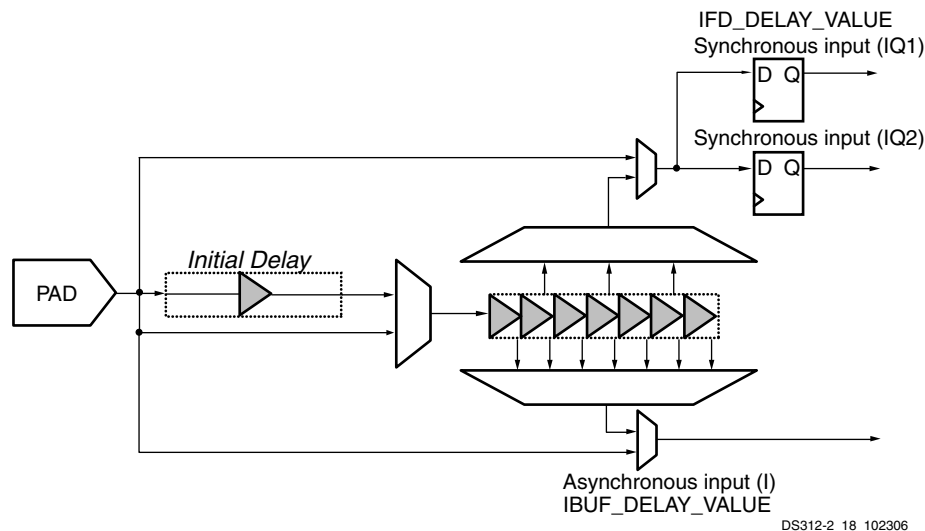 IFD_DELAY_VALUE
Synchronous input (IQ1)
D Q
Synchronous input (IQ2)
D Q
Initial Delay
PAD
Asynchronous input (I)
IBUF_DELAY_VALUE
DS312-2_18_102306